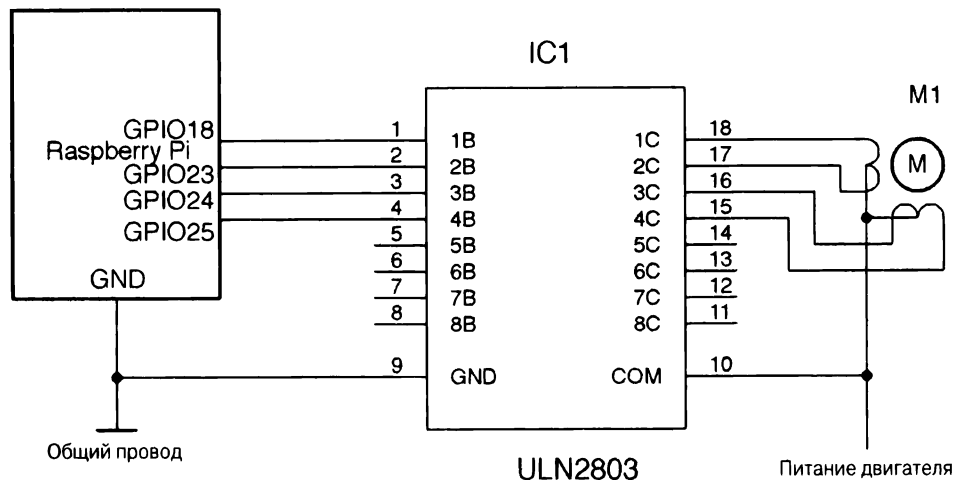 IC1
M1
GPIO18
Raspberry Pi
GPIO23
GPIO24
GPIO25
GND
1
2
3
4
5
6
7
8
9
1B
2B
3B
4B
5B
6B
7B
8B
GND
1C
2C
3C
4C
5C
6C
7C
8C
COM
18
17
16
15
14
13
12
11
10
M
Общий провод
ULN2803
Питание двигателя